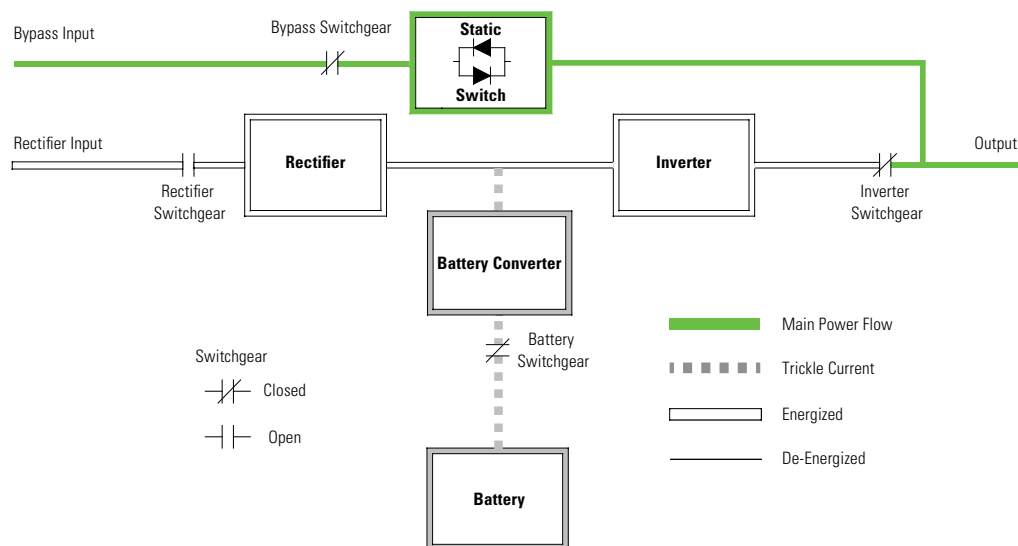 Bypass Input
Bypass Switchgear
Static
Switch
Rectifier Input
Rectifier
Switchgear
Rectifier
Inverter
Output
Inverter
Switchgear
Battery Converter
Battery
Switchgear
Battery
Switchgear
Closed
Open
Main Power Flow
Trickle Current
Energized
De-Energized